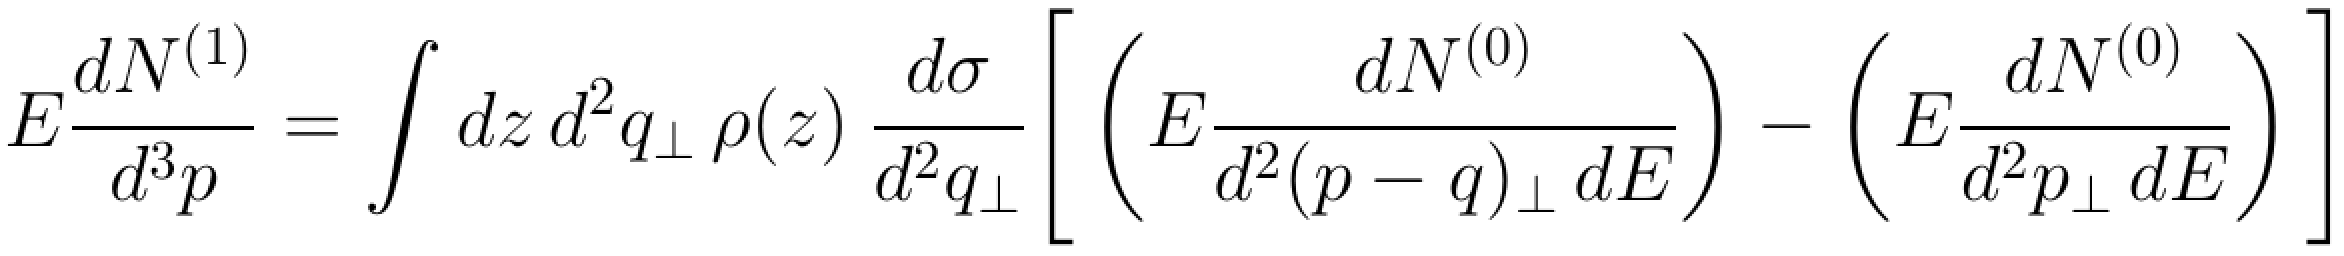 $$E\frac{dN^{(1)}}{d^3p} = \int dz\, d^2q_\perp\, \rho(z)\, \frac{d\sigma}{d^2q_\perp} \left[ \left( E\frac{dN^{(0)}}{d^2(p-q)_\perp\, dE} \right) - \left( E\frac{dN^{(0)}}{d^2p_\perp\, dE} \right) \right]$$